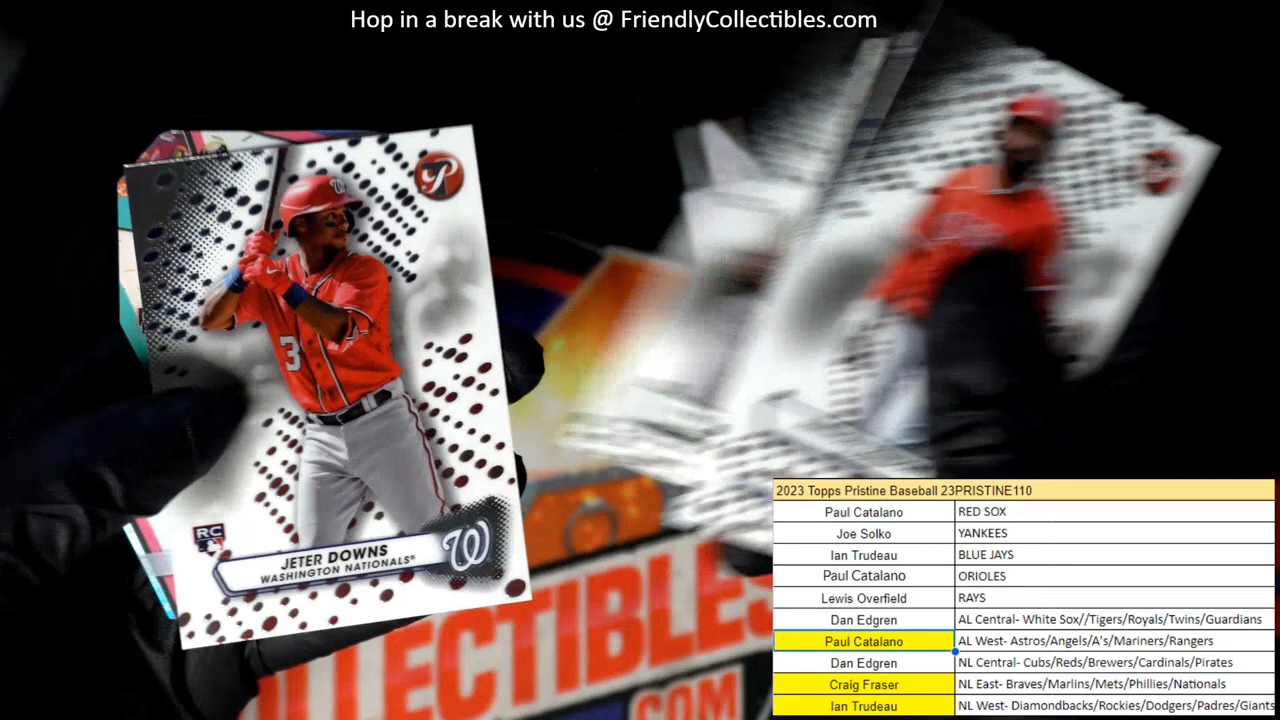 Hop in a break with us @ FriendlyCollectibles.com
P
W
3
RC
JETER DOWNS
WASHINGTON NATIONALS®
W
LLECTIBLES
.COM
2023 Topps Pristine Baseball 23PRISTINE110
Paul Catalano RED SOX
Joe Solko YANKEES
Ian Trudeau BLUE JAYS
Paul Catalano ORIOLES
Lewis Overfield RAYS
Dan Edgren AL Central- White Sox//Tigers/Royals/Twins/Guardians
Paul Catalano AL West- Astros/Angels/A's/Mariners/Rangers
Dan Edgren NL Central- Cubs/Reds/Brewers/Cardinals/Pirates
Craig Fraser NL East- Braves/Marlins/Mets/Phillies/Nationals
Ian Trudeau NL West- Diamondbacks/Rockies/Dodgers/Padres/Giants